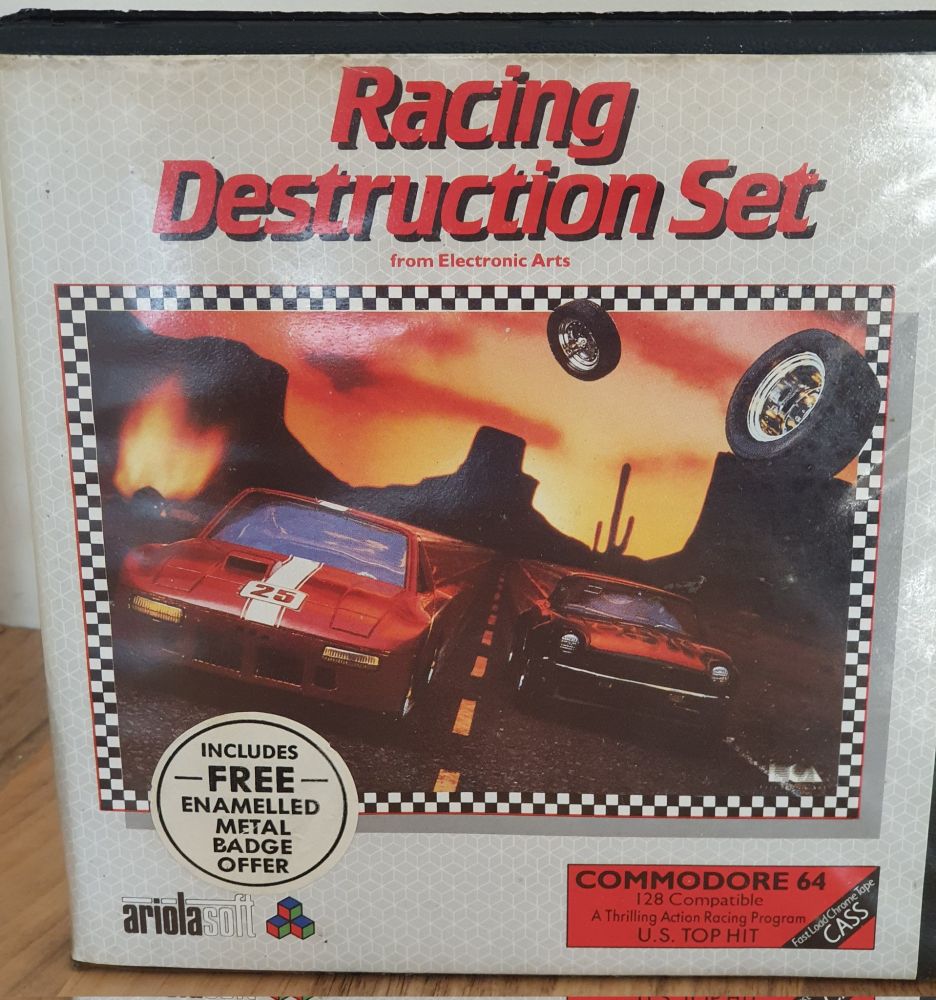 Racing
Destruction Set
from Electronic Arts
25
INCLUDES
FREE
ENAMELLED
METAL
BADGE
OFFER
ariolasoft
COMMODORE 64
128 Compatible
A Thrilling Action Racing Program
U.S. TOP HIT
Fast Load Chrome Tape
CASS